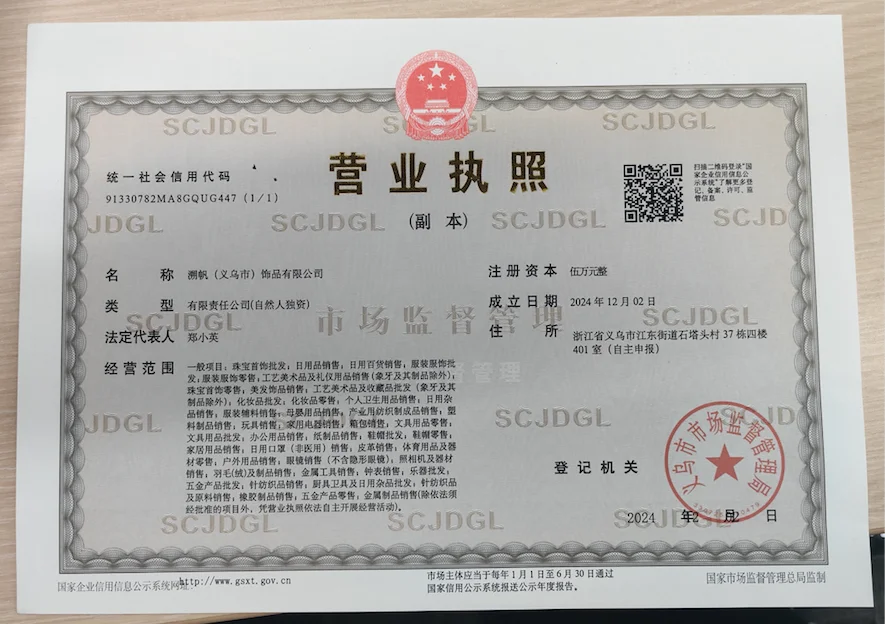 营业执照
(副 本)
统一社会信用代码
91330782MA8GQUG447 (1/1)
扫描二维码登录“国
家企业信用信息公
示系统”了解更多登
记、备案、许可、监
管信息
名 称 溯帆（义乌市）饰品有限公司
类 型 有限责任公司(自然人独资)
法定代表人 郑小英
经营范围 一般项目：珠宝首饰批发；日用品销售；日用百货销售；服装服饰批
发；服装服饰零售；工艺美术品及礼仪用品销售（象牙及其制品除外）；
珠宝首饰零售；美发饰品销售；工艺美术品及收藏品批发（象牙及其
制品除外）；化妆品批发；化妆品零售；个人卫生用品销售；日用杂
品销售；服装辅料销售；母婴用品销售；产业用纺织制成品销售；塑
料制品销售；玩具销售；家用电器销售；箱包销售；文具用品零售；
文具用品批发；办公用品销售；纸制品销售；鞋帽批发；鞋帽零售；
家居用品销售；日用口罩（非医用）销售；皮革销售；体育用品及器
材零售；户外用品销售；眼镜销售（不含隐形眼镜）；照相机及器材
销售；羽毛(绒)及制品销售；金属工具销售；钟表销售；乐器批发；
五金产品批发；针纺织品销售；厨具卫具及日用杂品批发；针纺织品
及原料销售；橡胶制品销售；五金产品零售；金属制品销售(除依法须
经批准的项目外，凭营业执照依法自主开展经营活动)。
注册资本 伍万元整
成立日期 2024年12月02日
住 所 浙江省义乌市江东街道石塔头村37栋四楼
401室（自主申报）
登记机关
义乌市市场监督管理局
2024 年 12 月 02 日
国家企业信用信息公示系统网址：http://www.gsxt.gov.cn
市场主体应当于每年1月1日至6月30日通过
国家信用公示系统报送公示年度报告。
国家市场监督管理总局监制
SCJDGL
市场监督管理